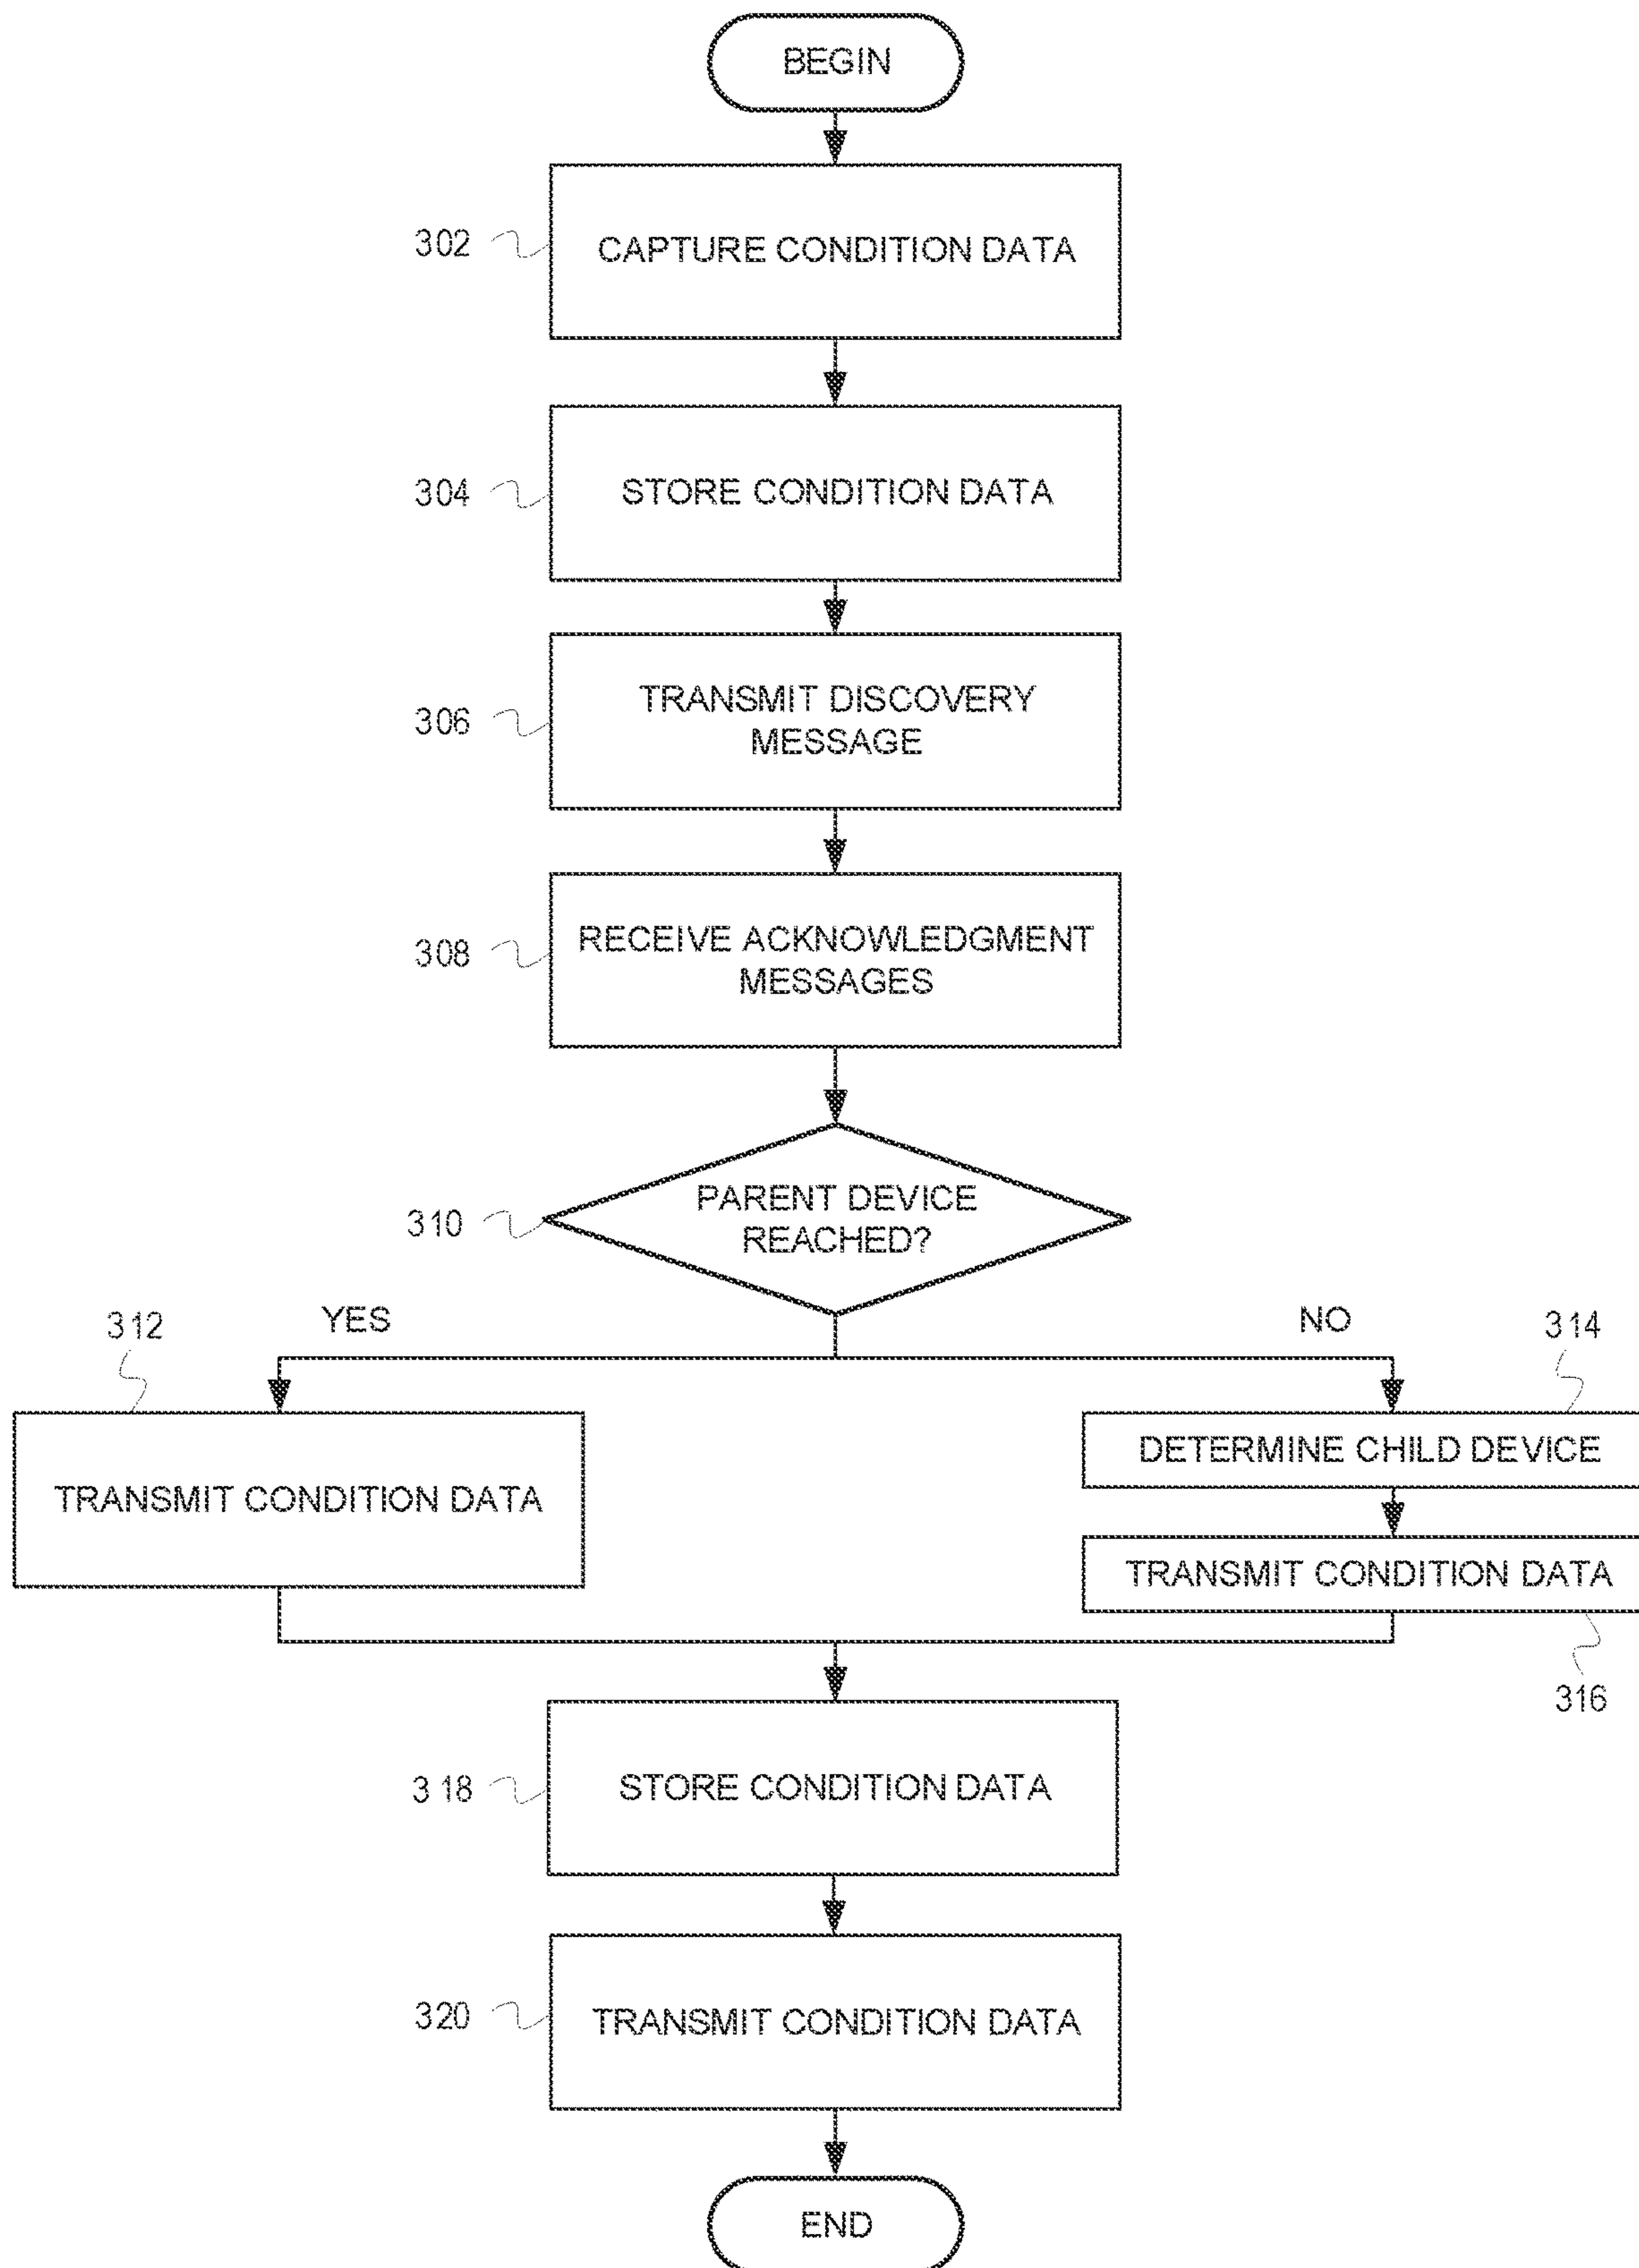 BEGIN
302
CAPTURE CONDITION DATA
304
STORE CONDITION DATA
306
TRANSMIT DISCOVERY
MESSAGE
308
RECEIVE ACKNOWLEDGMENT
MESSAGES
310
PARENT DEVICE
REACHED?
312
YES
NO
314
TRANSMIT CONDITION DATA
DETERMINE CHILD DEVICE
TRANSMIT CONDITION DATA
316
318
STORE CONDITION DATA
320
TRANSMIT CONDITION DATA
END